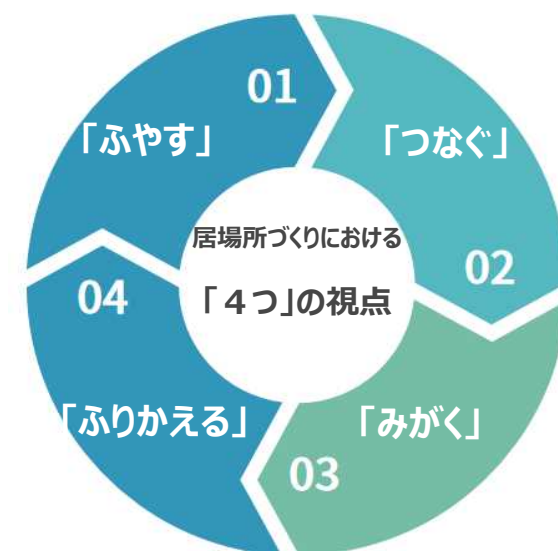 01
「ふやす」
「つなぐ」
02
居場所づくりにおける
「４つ」の視点
03
「みがく」
04
「ふりかえる」